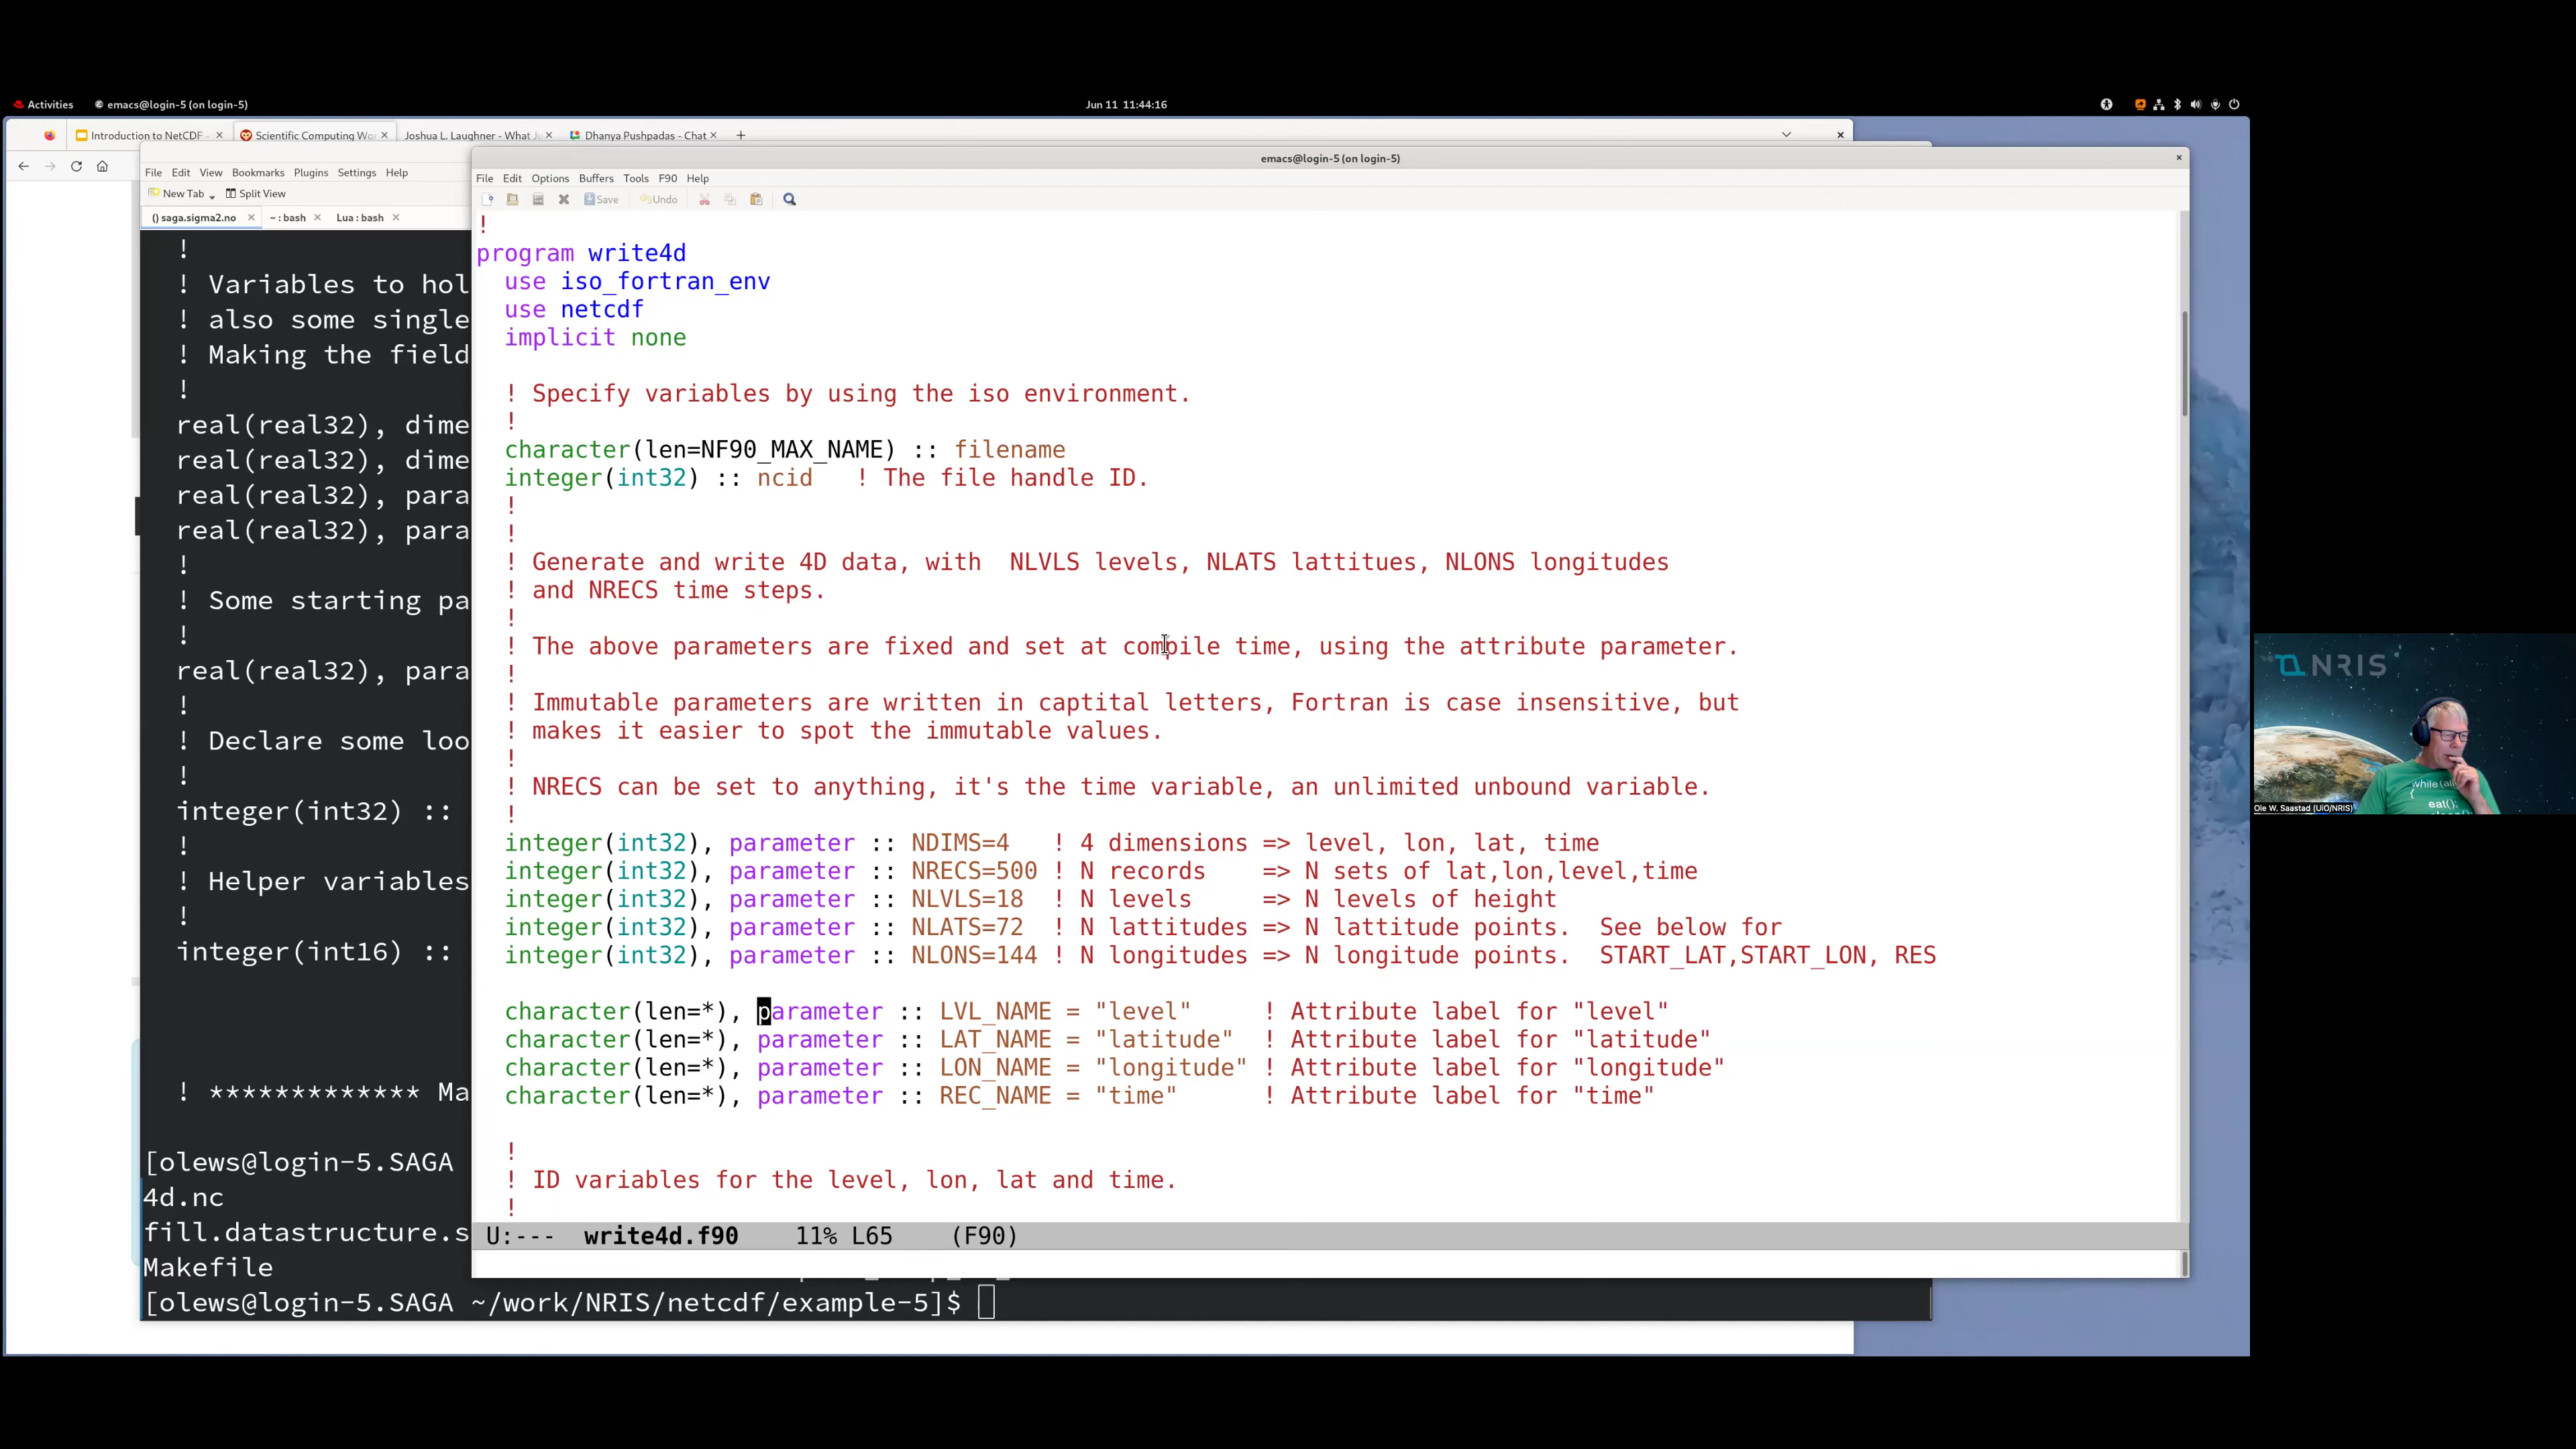 Activities emacs@login-5 (on login-5) Jun 11 11:44:16
Introduction to NetCDF - × Scientific Computing Wo × Joshua L. Laughner - What Ju × Dhanya Pushpadas - Chat × +
File Edit View Bookmarks Plugins Settings Help
New Tab Split View
() saga.sigma2.no × ~ : bash × Lua : bash ×
!
! Variables to hol
! also some single
! Making the field
!
real(real32), dime
real(real32), dime
real(real32), para
real(real32), para
!
! Some starting pa
!
real(real32), para
!
! Declare some loo
!
integer(int32) ::
!
! Helper variables
!
integer(int16) ::
! ************* Ma
[olews@login-5.SAGA
4d.nc
fill.datastructure.s
Makefile
[olews@login-5.SAGA ~/work/NRIS/netcdf/example-5]$
emacs@login-5 (on login-5)
File Edit Options Buffers Tools F90 Help
Save Undo
!
program write4d
use iso_fortran_env
use netcdf
implicit none
! Specify variables by using the iso environment.
!
character(len=NF90_MAX_NAME) :: filename
integer(int32) :: ncid ! The file handle ID.
!
!
! Generate and write 4D data, with NLVLS levels, NLATS lattitues, NLONS longitudes
! and NRECS time steps.
!
! The above parameters are fixed and set at compile time, using the attribute parameter.
!
! Immutable parameters are written in captital letters, Fortran is case insensitive, but
! makes it easier to spot the immutable values.
!
! NRECS can be set to anything, it's the time variable, an unlimited unbound variable.
!
integer(int32), parameter :: NDIMS=4 ! 4 dimensions => level, lon, lat, time
integer(int32), parameter :: NRECS=500 ! N records => N sets of lat,lon,level,time
integer(int32), parameter :: NLVLS=18 ! N levels => N levels of height
integer(int32), parameter :: NLATS=72 ! N lattitudes => N lattitude points. See below for
integer(int32), parameter :: NLONS=144 ! N longitudes => N longitude points. START_LAT,START_LON, RES
character(len=*), parameter :: LVL_NAME = "level" ! Attribute label for "level"
character(len=*), parameter :: LAT_NAME = "latitude" ! Attribute label for "latitude"
character(len=*), parameter :: LON_NAME = "longitude" ! Attribute label for "longitude"
character(len=*), parameter :: REC_NAME = "time" ! Attribute label for "time"
!
! ID variables for the level, lon, lat and time.
!
U:--- write4d.f90 11% L65 (F90)
NRIS
while(
{
eat();
Ole W. Saastad (UiO/NRIS)